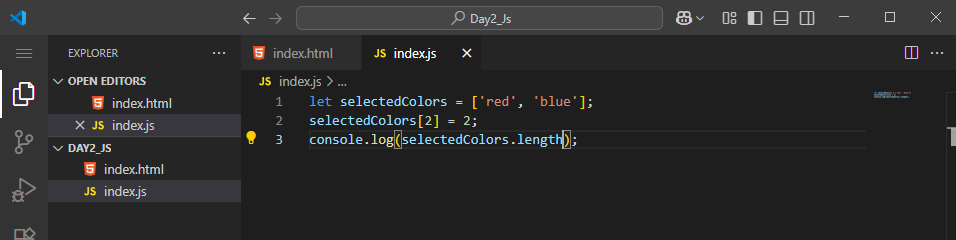 Day2_Js
EXPLORER
OPEN EDITORS
index.html
JS index.js
DAY2_JS
index.html
JS index.js
index.html
JS index.js
JS index.js > ...
1 let selectedColors = ['red', 'blue'];
2 selectedColors[2] = 2;
3 console.log(selectedColors.length);